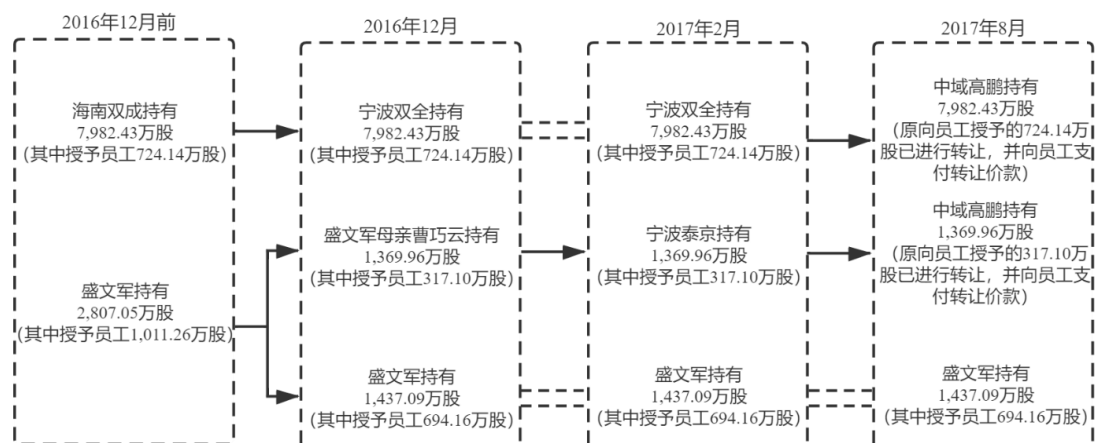 2016年12月前
海南双成持有
7,982.43万股
(其中授予员工724.14万股)
盛文军持有
2,807.05万股
(其中授予员工1,011.26万股)
2016年12月
宁波双全持有
7,982.43万股
(其中授予员工724.14万股)
盛文军母亲曹巧云持有
1,369.96万股
(其中授予员工317.10万股)
盛文军持有
1,437.09万股
(其中授予员工694.16万股)
2017年2月
宁波双全持有
7,982.43万股
(其中授予员工724.14万股)
宁波泰京持有
1,369.96万股
(其中授予员工317.10万股)
盛文军持有
1,437.09万股
(其中授予员工694.16万股)
2017年8月
中域高鹏持有
7,982.43万股
(原向员工授予的724.14万
股已进行转让，并向员工支
付转让价款)
中域高鹏持有
1,369.96万股
(原向员工授予的317.10万
股已进行转让，并向员工支
付转让价款)
盛文军持有
1,437.09万股
(其中授予员工694.16万股)